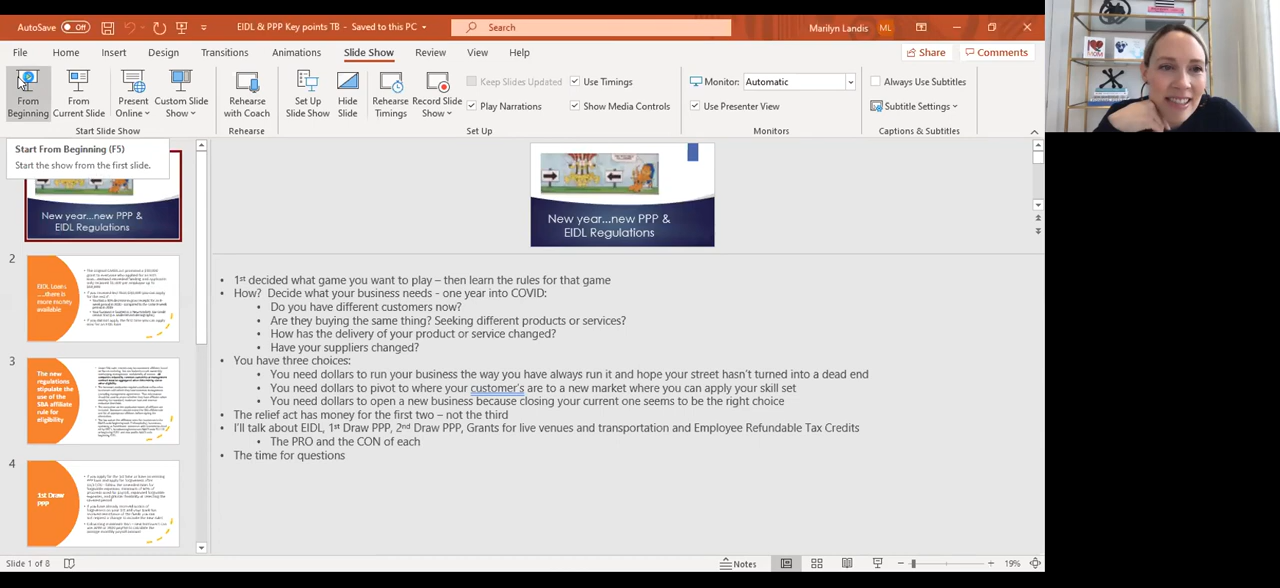 AutoSave Off EIDL & PPP Key points TB - Saved to this PC Search Marilyn Landis ML
File Home Insert Design Transitions Animations Slide Show Review View Help Share Comments
From Beginning
From Current Slide
Present Online
Custom Slide Show
Start Slide Show
Rehearse with Coach
Rehearse
Set Up Slide Show
Hide Slide
Rehearse Timings
Record Slide Show
Keep Slides Updated
Play Narrations
Use Timings
Show Media Controls
Set Up
Monitor: Automatic
Use Presenter View
Monitors
Always Use Subtitles
Subtitle Settings
Captions & Subtitles
Start From Beginning (F5)
Start the show from the first slide.
New year...new PPP &
EIDL Regulations
2
EIDL Loans
....there is
more money
available
3
The new
regulations
stipulate the
use of the
SBA affiliate
rule for
eligibility
4
1st Draw
PPP
New year...new PPP &
EIDL Regulations
• 1st decided what game you want to play – then learn the rules for that game
• How? Decide what your business needs - one year into COVID:
• Do you have different customers now?
• Are they buying the same thing? Seeking different products or services?
• How has the delivery of your product or service changed?
• Have your suppliers changed?
• You have three choices:
• You need dollars to run your business the way you have always run it and hope your street hasn't turned into a dead end
• You need dollars to pivot to where your customer's are to a new market where you can apply your skill set
• You need dollars to open a new business because closing your current one seems to be the right choice
• The relief act has money for the first two – not the third
• I'll talk about EIDL, 1st Draw PPP, 2nd Draw PPP, Grants for live venues and transportation and Employee Refundable Tax Credits
• The PRO and the CON of each
• The time for questions
Slide 1 of 8 Notes 19%